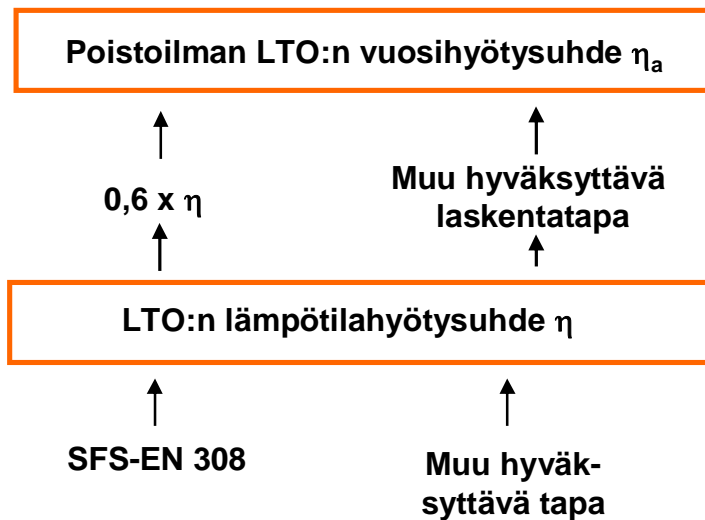 Poistoilman LTO:n vuosihyötysuhde ηa
0,6 x η
Muu hyväksyttävä
laskentatapa
LTO:n lämpötilahyötysuhde η
SFS-EN 308
Muu hyväk-
syttävä tapa